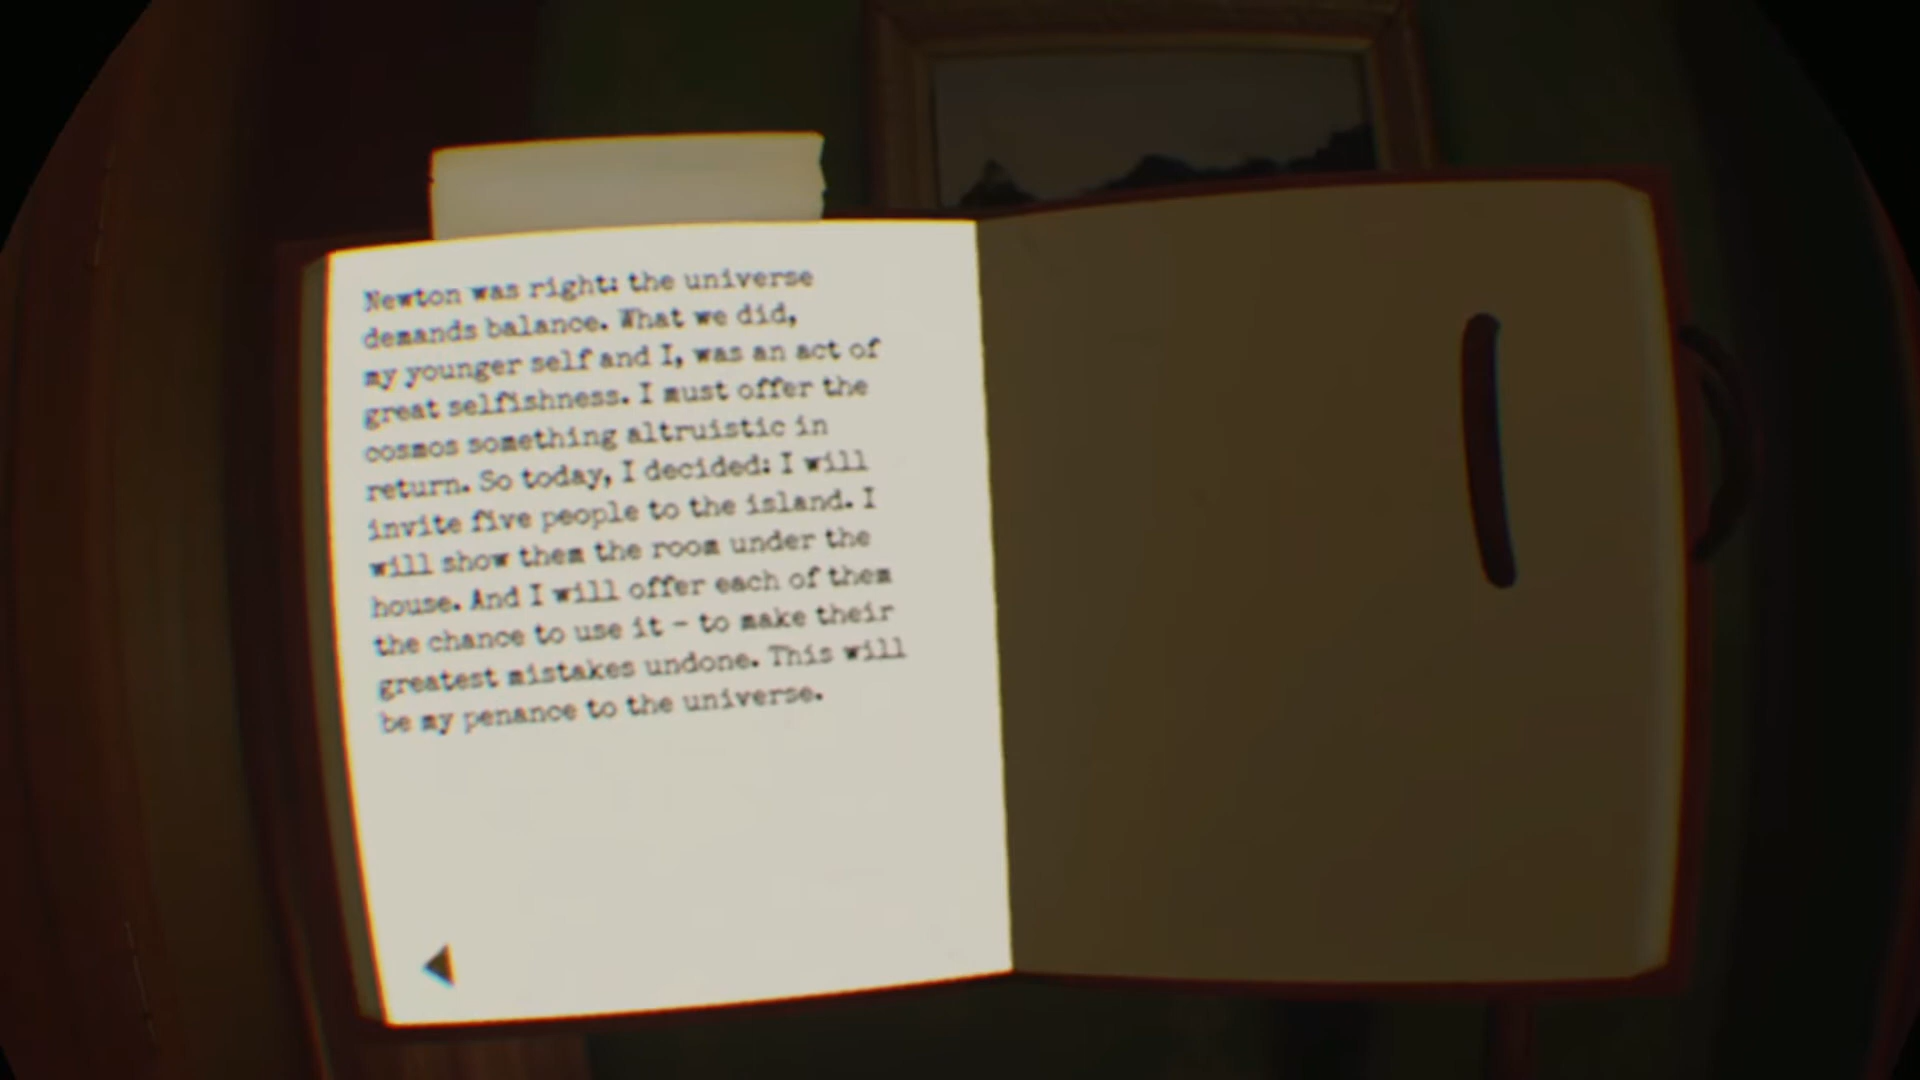 Newton was right: the universe
demands balance. What we did,
my younger self and I, was an act of
great selfishness. I must offer the
cosmos something altruistic in
return. So today, I decided: I will
invite five people to the island. I
will show them the room under the
house. And I will offer each of them
the chance to use it - to make their
greatest mistakes undone. This will
be my penance to the universe.